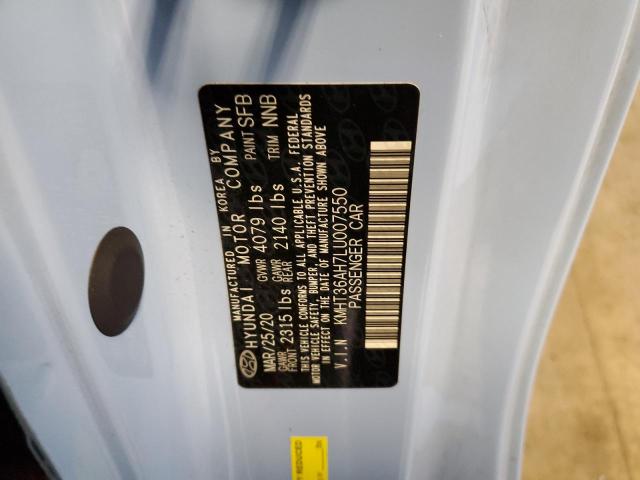 MANUFACTURED IN KOREA BY
HYUNDAI MOTOR COMPANY
MAR/25/20 GVWR 4079 lbs PAINT SFB
GAWR FRONT 2315 lbs GAWR REAR 2140 lbs TRIM NNB
THIS VEHICLE CONFORMS TO ALL APPLICABLE U.S.A. FEDERAL
MOTOR VEHICLE SAFETY, BUMPER, AND THEFT PREVENTION STANDARDS
IN EFFECT ON THE DATE OF MANUFACTURE SHOWN ABOVE
V.I.N KMHT36AH7LU007550
PASSENGER CAR
REDUCED